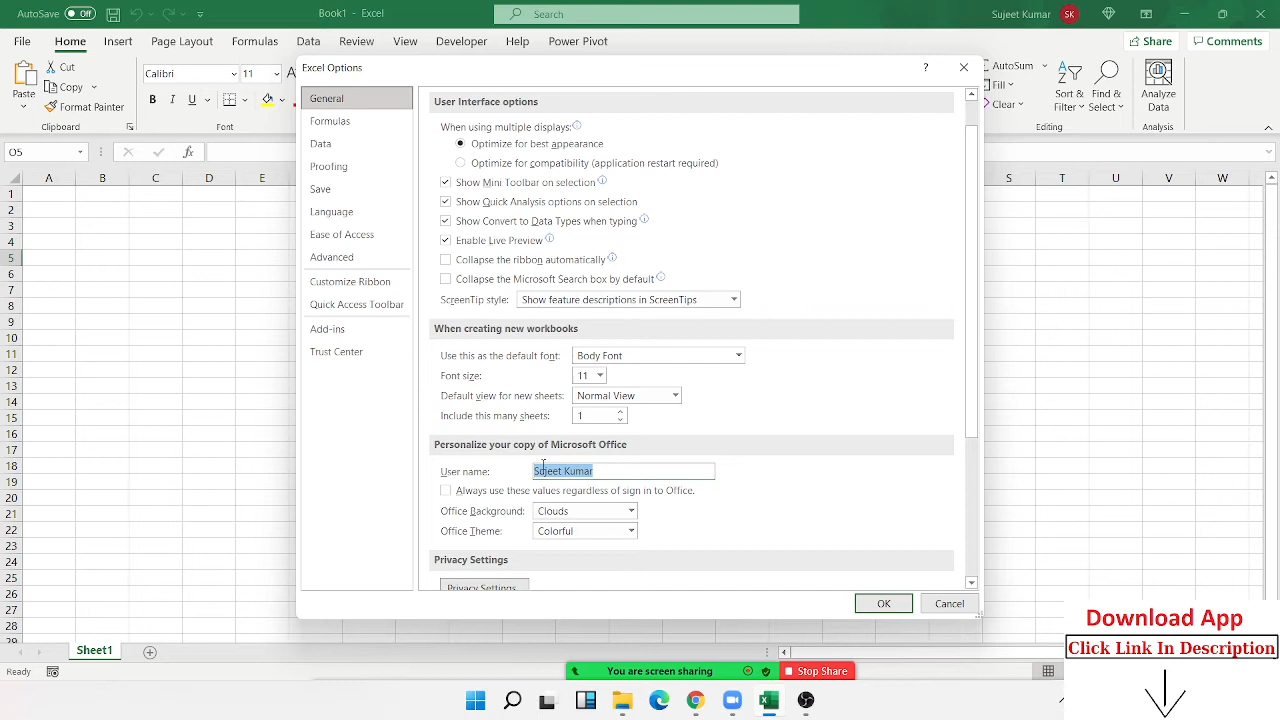 AutoSave Off Book1 - Excel Search Sujeet Kumar SK
File Home Insert Page Layout Formulas Data Review View Developer Help Power Pivot Share Comments
Paste Cut Copy Format Painter
Clipboard
Calibri 11 A
B I U
Font
AutoSum Fill Clear
Sort & Filter Find & Select
Editing
Analyze Data
Analysis
O5 fx
A B C D E S T U V W
1
2
3
4
5
6
7
8
9
10
11
12
13
14
15
16
17
18
19
20
21
22
23
24
25
26
27
28
29
Excel Options ?
General
Formulas
Data
Proofing
Save
Language
Ease of Access
Advanced
Customize Ribbon
Quick Access Toolbar
Add-ins
Trust Center
User Interface options
When using multiple displays:
Optimize for best appearance
Optimize for compatibility (application restart required)
Show Mini Toolbar on selection
Show Quick Analysis options on selection
Show Convert to Data Types when typing
Enable Live Preview
Collapse the ribbon automatically
Collapse the Microsoft Search box by default
ScreenTip style: Show feature descriptions in ScreenTips
When creating new workbooks
Use this as the default font: Body Font
Font size: 11
Default view for new sheets: Normal View
Include this many sheets: 1
Personalize your copy of Microsoft Office
User name: Sujeet Kumar
Always use these values regardless of sign in to Office.
Office Background: Clouds
Office Theme: Colorful
Privacy Settings
Privacy Settings...
OK Cancel
Sheet1
Ready
You are screen sharing Stop Share
Download App
Click Link In Description